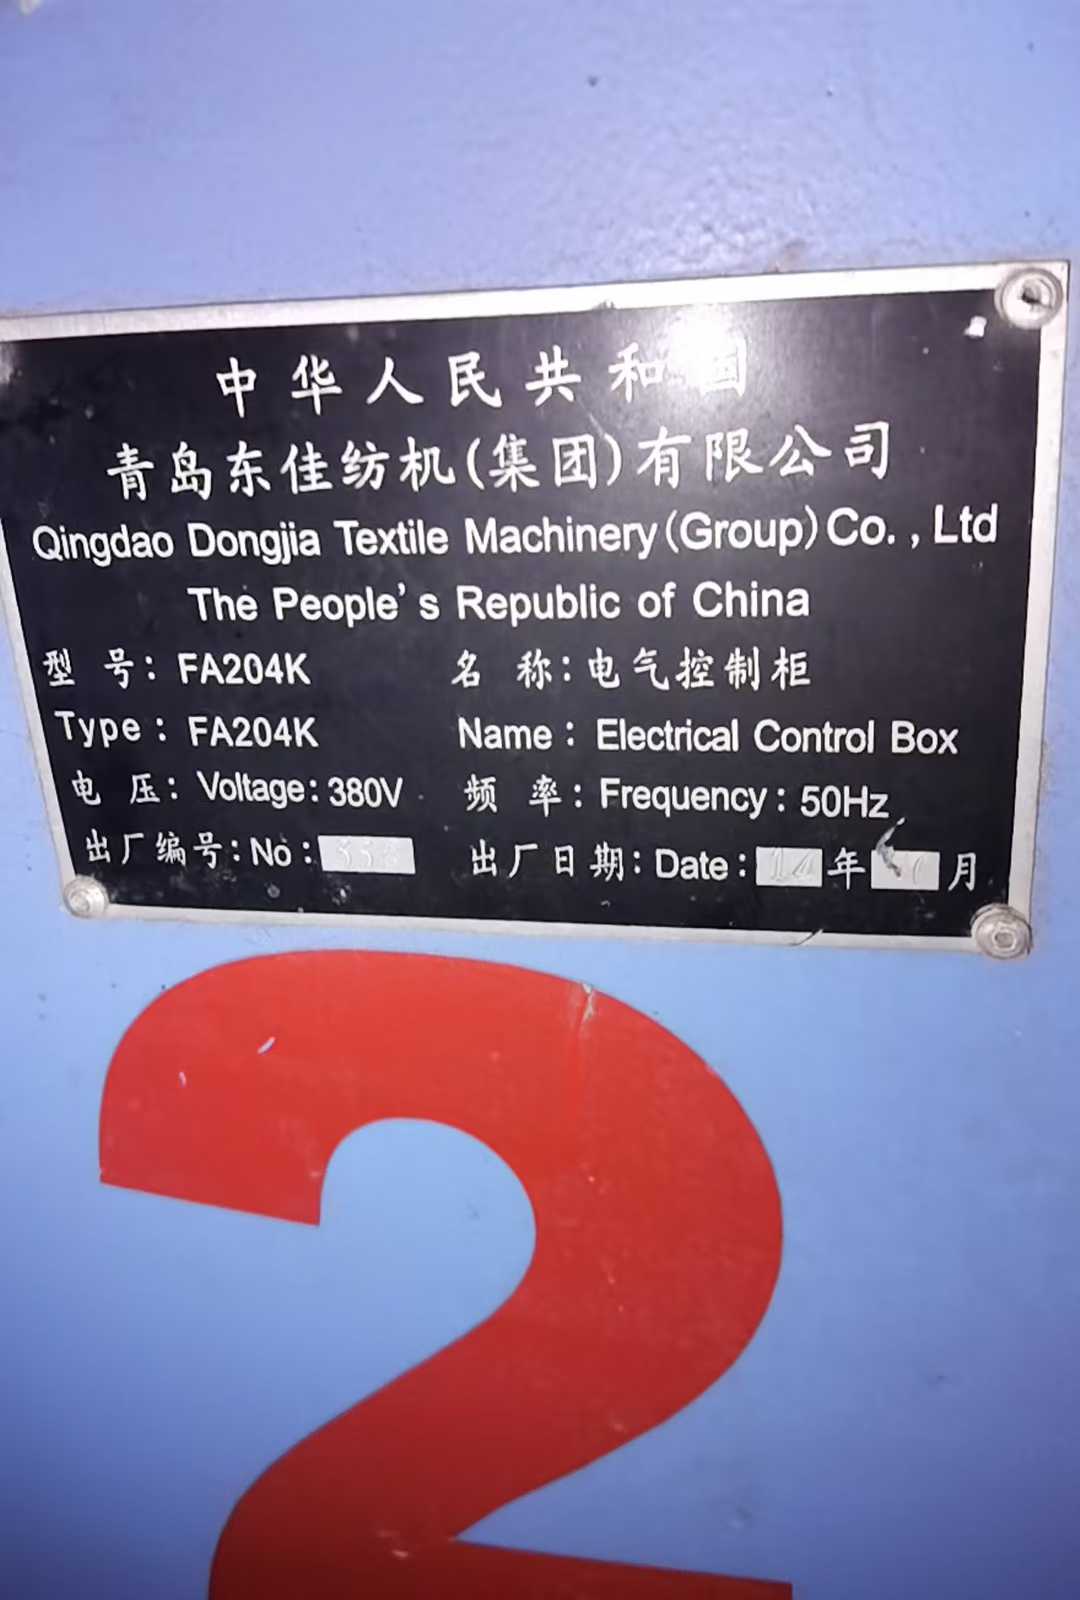 中华人民共和国
青岛东佳纺机(集团)有限公司
Qingdao Dongjia Textile Machinery(Group)Co.,Ltd
The People's Republic of China
型 号: FA204K 名 称: 电气控制柜
Type: FA204K Name: Electrical Control Box
电 压: Voltage: 380V 频 率: Frequency: 50Hz
出厂编号: No: 出厂日期: Date: 14 年 月
2